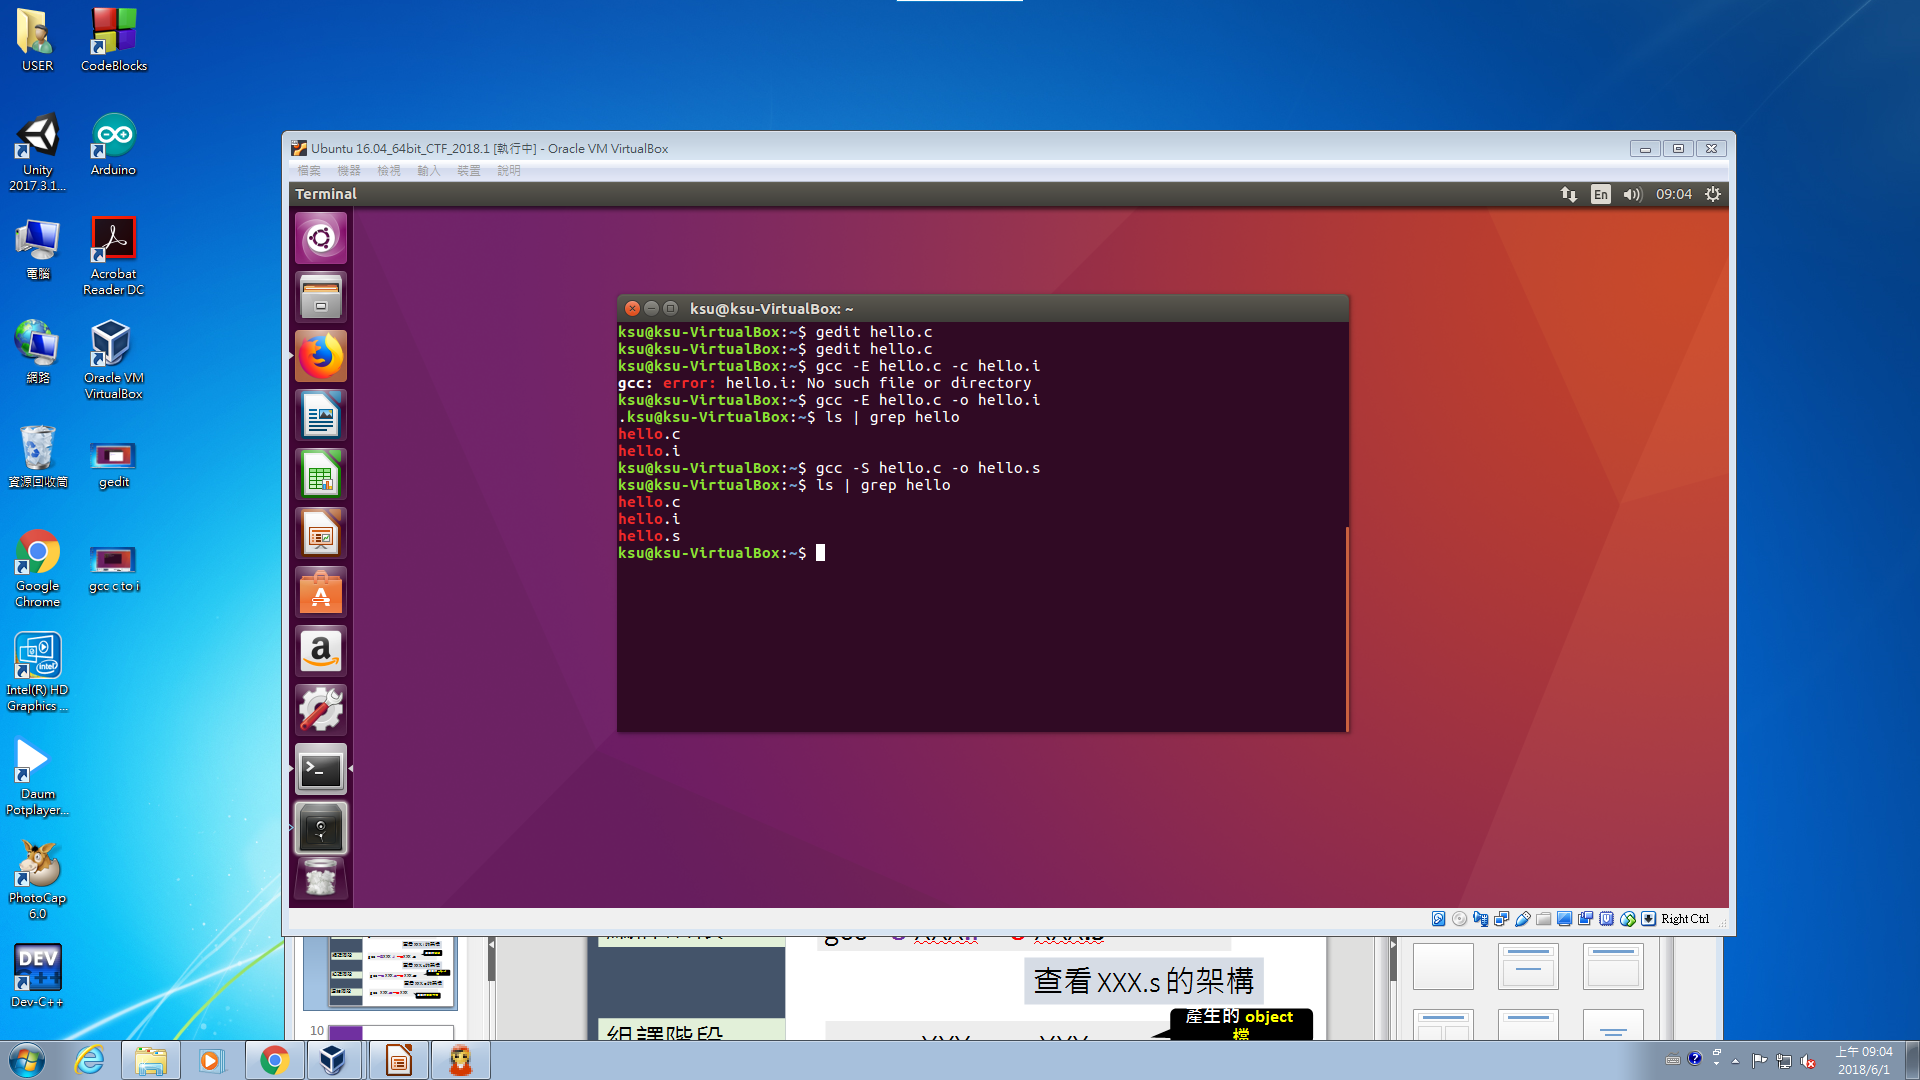 USER
CodeBlocks
Unity
2017.3.1...
Arduino
電腦
Acrobat
Reader DC
網路
Oracle VM
VirtualBox
資源回收筒
gedit
Google
Chrome
gcc c to i
Intel(R) HD
Graphics ...
Daum
Potplayer...
PhotoCap
6.0
DEV
C++
Dev-C++
Ubuntu 16.04_64bit_CTF_2018.1 [執行中] - Oracle VM VirtualBox
檔案 機器 檢視 輸入 裝置 說明
Terminal
En 09:04
ksu@ksu-VirtualBox: ~
ksu@ksu-VirtualBox:~$ gedit hello.c
ksu@ksu-VirtualBox:~$ gedit hello.c
ksu@ksu-VirtualBox:~$ gcc -E hello.c -c hello.i
gcc: error: hello.i: No such file or directory
ksu@ksu-VirtualBox:~$ gcc -E hello.c -o hello.i
.ksu@ksu-VirtualBox:~$ ls | grep hello
hello.c
hello.i
ksu@ksu-VirtualBox:~$ gcc -S hello.c -o hello.s
ksu@ksu-VirtualBox:~$ ls | grep hello
hello.c
hello.i
hello.s
ksu@ksu-VirtualBox:~$
Right Ctrl
查看 XXX.s 的架構
產生的 object
檔
組譯階段
10
上午 09:04
2018/6/1